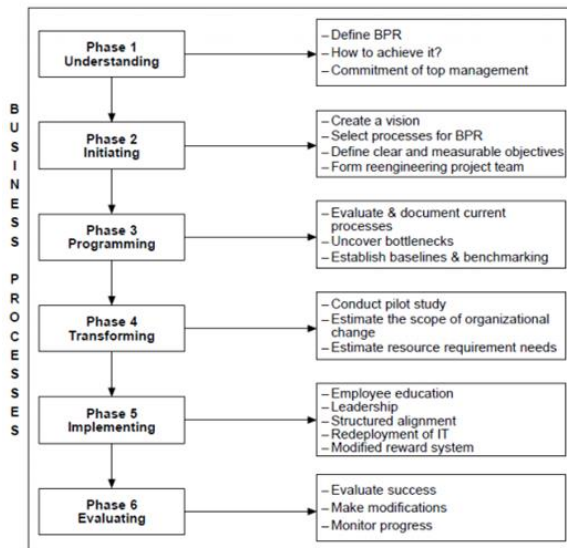 BUSINESS PROCESSES
Phase 1
Understanding
– Define BPR
– How to achieve it?
– Commitment of top management
Phase 2
Initiating
– Create a vision
– Select processes for BPR
– Define clear and measurable objectives
– Form reengineering project team
Phase 3
Programming
– Evaluate & document current
processes
– Uncover bottlenecks
– Establish baselines & benchmarking
Phase 4
Transforming
– Conduct pilot study
– Estimate the scope of organizational
change
– Estimate resource requirement needs
Phase 5
Implementing
– Employee education
– Leadership
– Structured alignment
– Redeployment of IT
– Modified reward system
Phase 6
Evaluating
– Evaluate success
– Make modifications
– Monitor progress